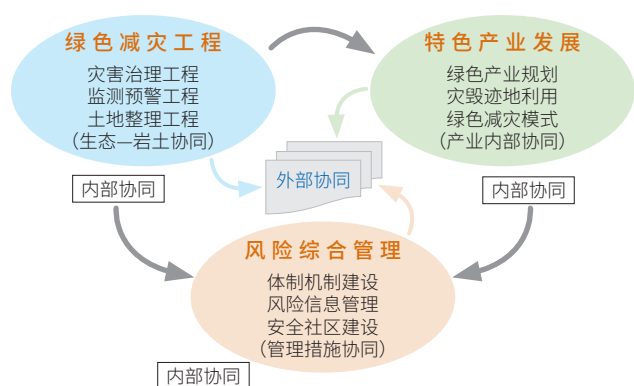 绿色减灾工程
灾害治理工程
监测预警工程
土地整理工程
(生态—岩土协同)
内部协同
特色产业发展
绿色产业规划
灾毁迹地利用
绿色减灾模式
(产业内部协同)
内部协同
外部协同
风险综合管理
体制机制建设
风险信息管理
安全社区建设
(管理措施协同)
内部协同